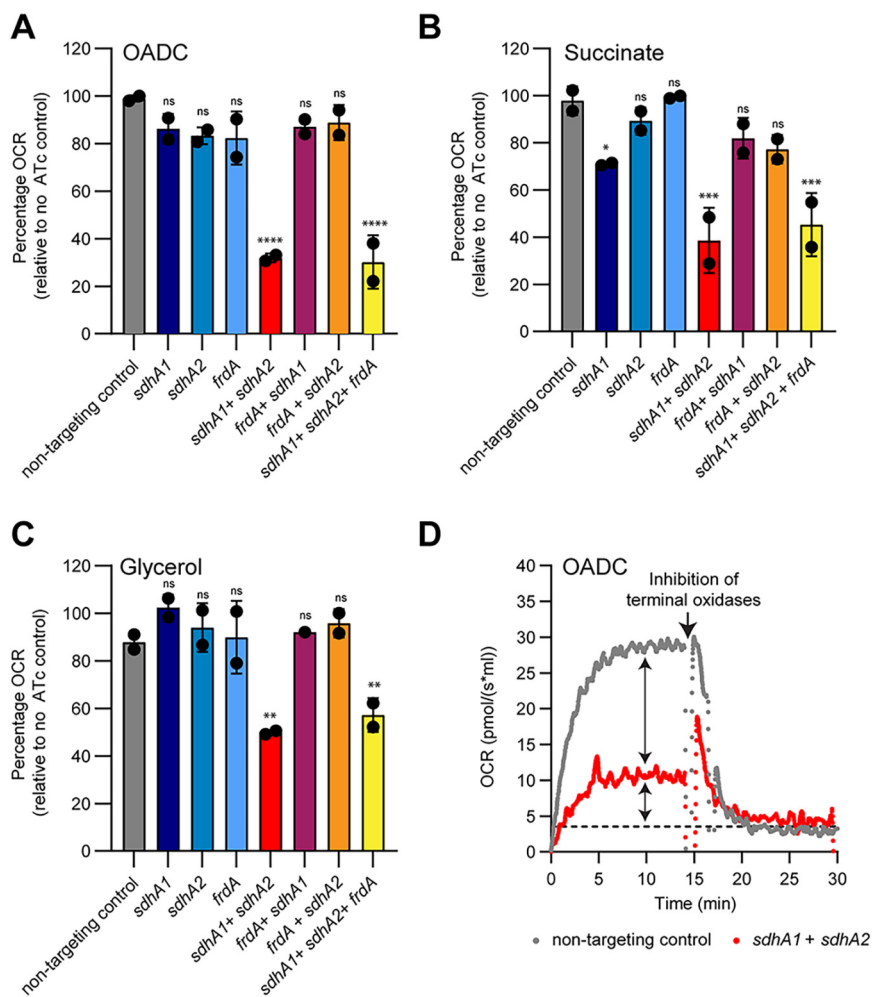 A
OADC
Percentage OCR
(relative to no ATc control)
120
100
80
60
40
20
0
ns
ns
ns
****
ns
ns
****
non-targeting control
sdhA1
sdhA2
frdA
sdhA1+ sdhA2
frdA+ sdhA1
frdA + sdhA2
sdhA1+ sdhA2+ frdA
B
Succinate
Percentage OCR
(relative to no ATc control)
120
100
80
60
40
20
0
*
ns
ns
***
ns
ns
***
non-targeting control
sdhA1
sdhA2
frdA
sdhA1+ sdhA2
frdA+ sdhA1
frdA + sdhA2
sdhA1+ sdhA2+ frdA
C
Glycerol
Percentage OCR
(relative to no ATc control)
120
100
80
60
40
20
0
ns
ns
ns
**
ns
ns
**
non-targeting control
sdhA1
sdhA2
frdA
sdhA1+ sdhA2
frdA+ sdhA1
frdA + sdhA2
sdhA1+ sdhA2+ frdA
D
OADC
Inhibition of
terminal oxidases
OCR (pmol/(s*ml))
40
35
30
25
20
15
10
5
0
0 5 10 15 20 25 30
Time (min)
non-targeting control
sdhA1 + sdhA2